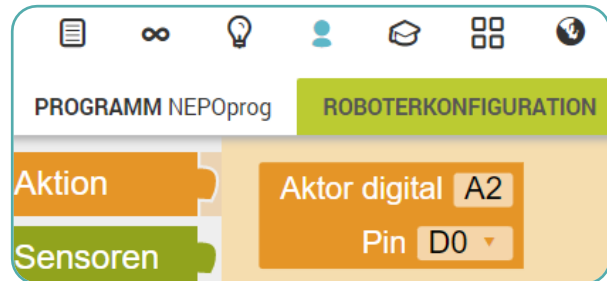 PROGRAMM NEPOprog ROBOTERKONFIGURATION
Aktion
Aktor digital A2
Pin D0
Sensoren